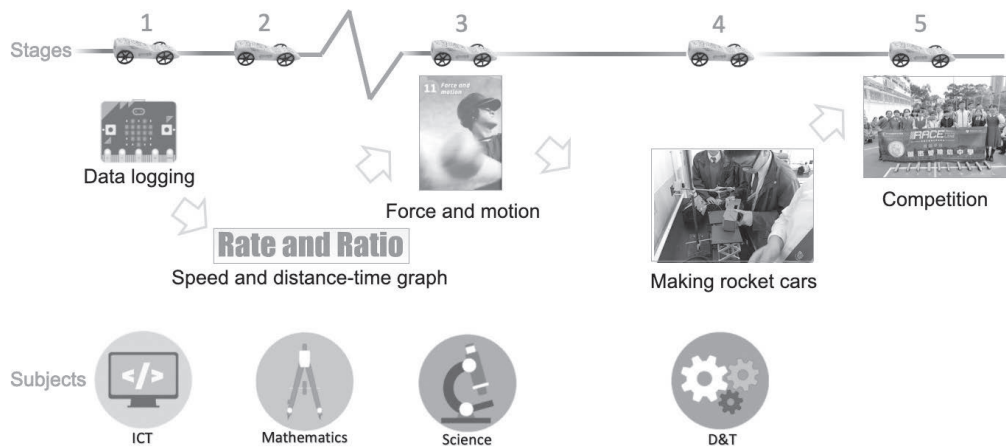 1
2
3
4
5
Stages
11 Force and
motion
RACE
Data logging
Force and motion
Competition
Rate and Ratio
Speed and distance-time graph
Making rocket cars
Subjects
</>
ICT
Mathematics
Science
D&T